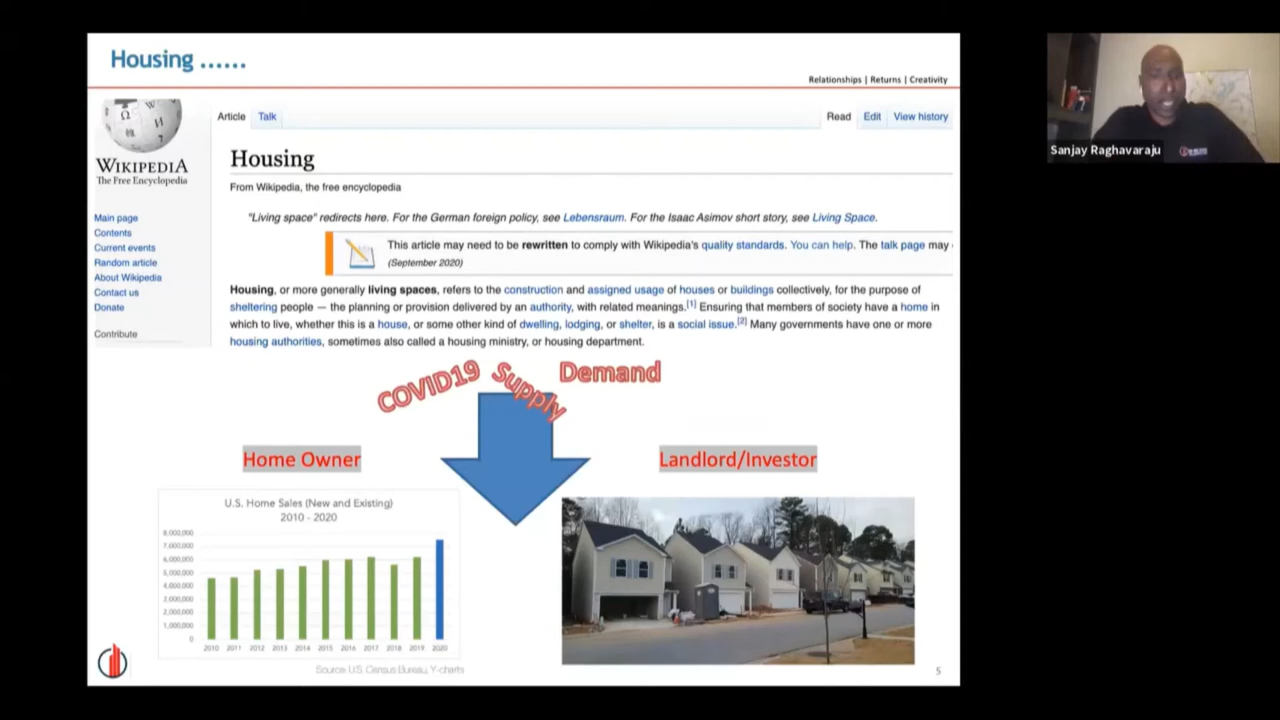 Housing ......
Relationships | Returns | Creativity
Article Talk Read Edit View history
WIKIPEDIA
The Free Encyclopedia
Housing
From Wikipedia, the free encyclopedia
Main page
Contents
Current events
Random article
About Wikipedia
Contact us
Donate
Contribute
"Living space" redirects here. For the German foreign policy, see Lebensraum. For the Isaac Asimov short story, see Living Space.
This article may need to be rewritten to comply with Wikipedia's quality standards. You can help. The talk page may
(September 2020)
Housing, or more generally living spaces, refers to the construction and assigned usage of houses or buildings collectively, for the purpose of
sheltering people — the planning or provision delivered by an authority, with related meanings.[1] Ensuring that members of society have a home in
which to live, whether this is a house, or some other kind of dwelling, lodging, or shelter, is a social issue.[2] Many governments have one or more
housing authorities, sometimes also called a housing ministry, or housing department.
COVID19 Supply Demand
Home Owner
Landlord/Investor
U.S. Home Sales (New and Existing)
2010 - 2020
8,000,000
7,000,000
6,000,000
5,000,000
4,000,000
3,000,000
2,000,000
1,000,000
0
2010 2011 2012 2013 2014 2015 2016 2017 2018 2019 2020
Source: U.S. Census Bureau, Y-charts
5
Sanjay Raghavaraju